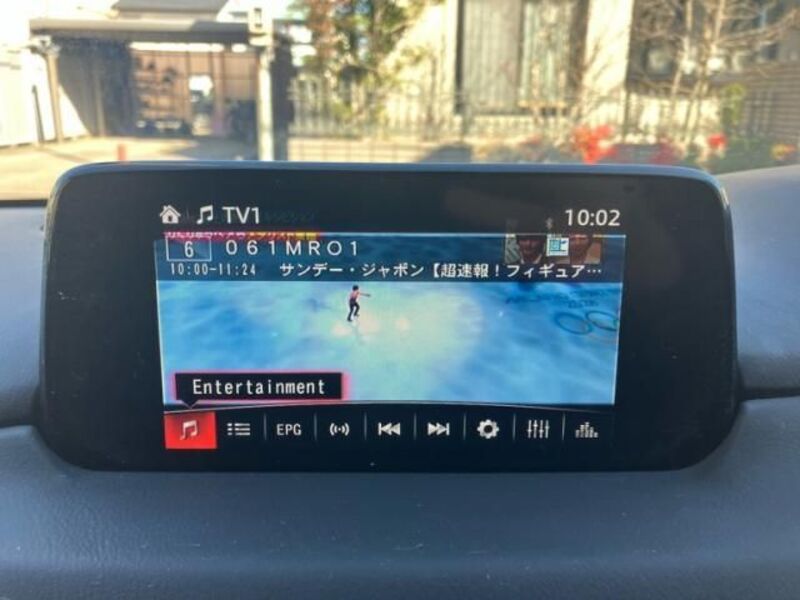 TV1
10:02
6 061MRO1
10:00-11:24 サンデー・ジャポン【超速報！フィギュア…
Entertainment
EPG